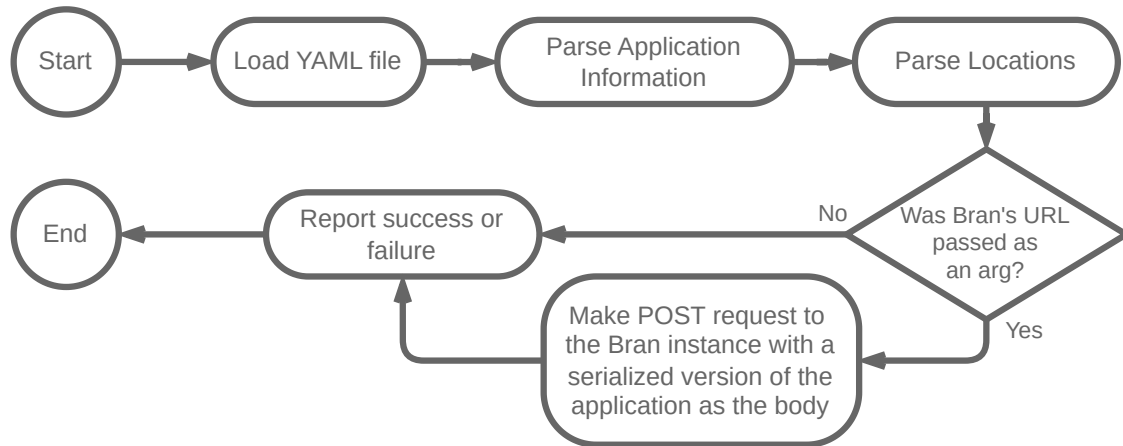 Start
Load YAML file
Parse Application
Information
Parse Locations
Was Bran's URL
passed as
an arg?
No
Yes
Make POST request to
the Bran instance with a
serialized version of the
application as the body
Report success or
failure
End